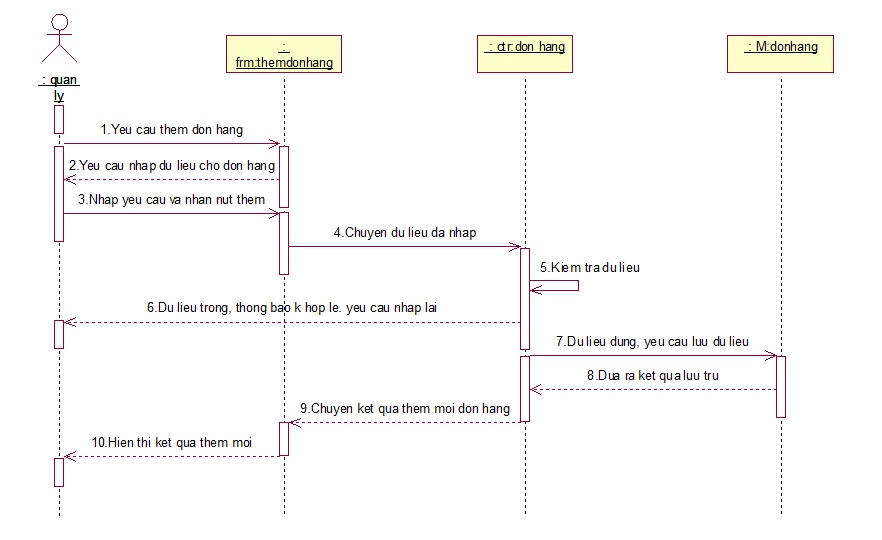 : quan
ly
:
frm:themdonhang
: ctr:don hang
: M:donhang
1.Yeu cau them don hang
2.Yeu cau nhap du lieu cho don hang
3.Nhap yeu cau va nhan nut them
4.Chuyen du lieu da nhap
5.Kiem tra du lieu
6.Du lieu trong, thong bao k hop le. yeu cau nhap lai
7.Du lieu dung, yeu cau luu du lieu
8.Dua ra ket qua luu tru
9.Chuyen ket qua them moi don hang
10.Hien thi ket qua them moi